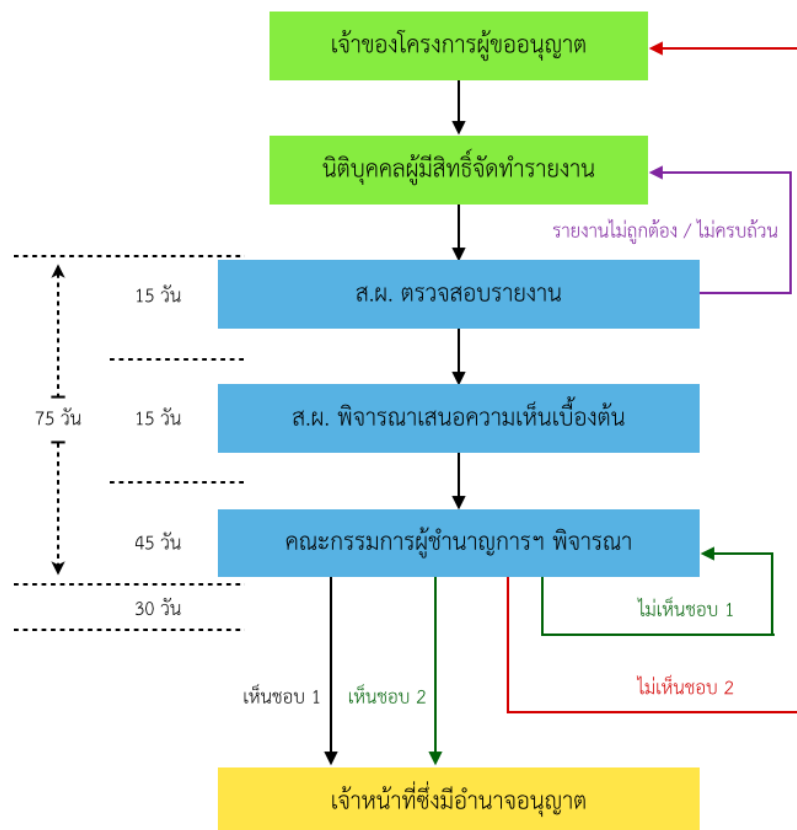 เจ้าของโครงการผู้ขออนุญาต
นิติบุคคลผู้มีสิทธิ์จัดทำรายงาน
รายงานไม่ถูกต้อง / ไม่ครบถ้วน
15 วัน
ส.ผ. ตรวจสอบรายงาน
75 วัน
15 วัน
ส.ผ. พิจารณาเสนอความเห็นเบื้องต้น
45 วัน
คณะกรรมการผู้ชำนาญการฯ พิจารณา
30 วัน
ไม่เห็นชอบ 1
เห็นชอบ 1
เห็นชอบ 2
ไม่เห็นชอบ 2
เจ้าหน้าที่ซึ่งมีอำนาจอนุญาต